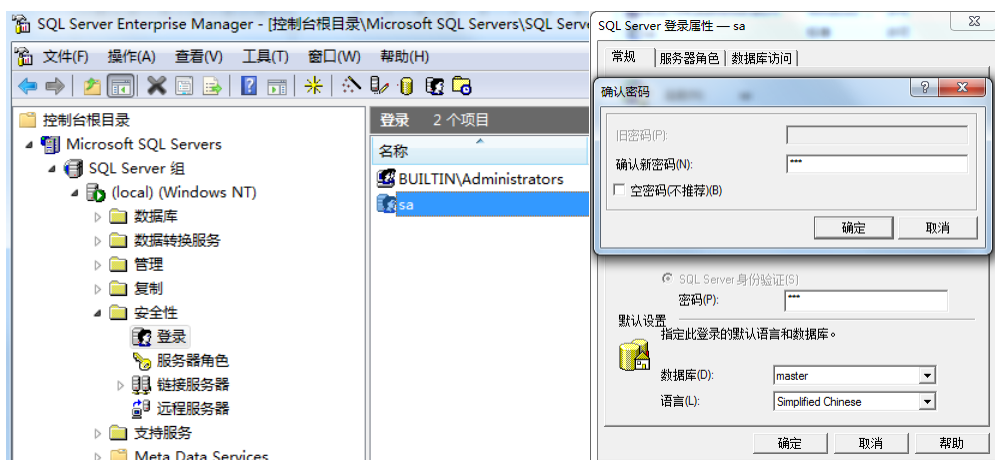 SQL Server Enterprise Manager - [控制台根目录\Microsoft SQL Servers\SQL Serve
文件(F) 操作(A) 查看(V) 工具(T) 窗口(W) 帮助(H)
控制台根目录
Microsoft SQL Servers
SQL Server 组
(local) (Windows NT)
数据库
数据转换服务
管理
复制
安全性
登录
服务器角色
链接服务器
远程服务器
支持服务
Meta Data Services
登录 2 个项目
名称
BUILTIN\Administrators
sa
SQL Server 登录属性 — sa
常规 服务器角色 数据库访问
确认密码
旧密码(P):
确认新密码(N): ***
空密码(不推荐)(B)
确定 取消
SQL Server 身份验证(S)
密码(P): ***
默认设置
指定此登录的默认语言和数据库。
数据库(D): master
语言(L): Simplified Chinese
确定 取消 帮助